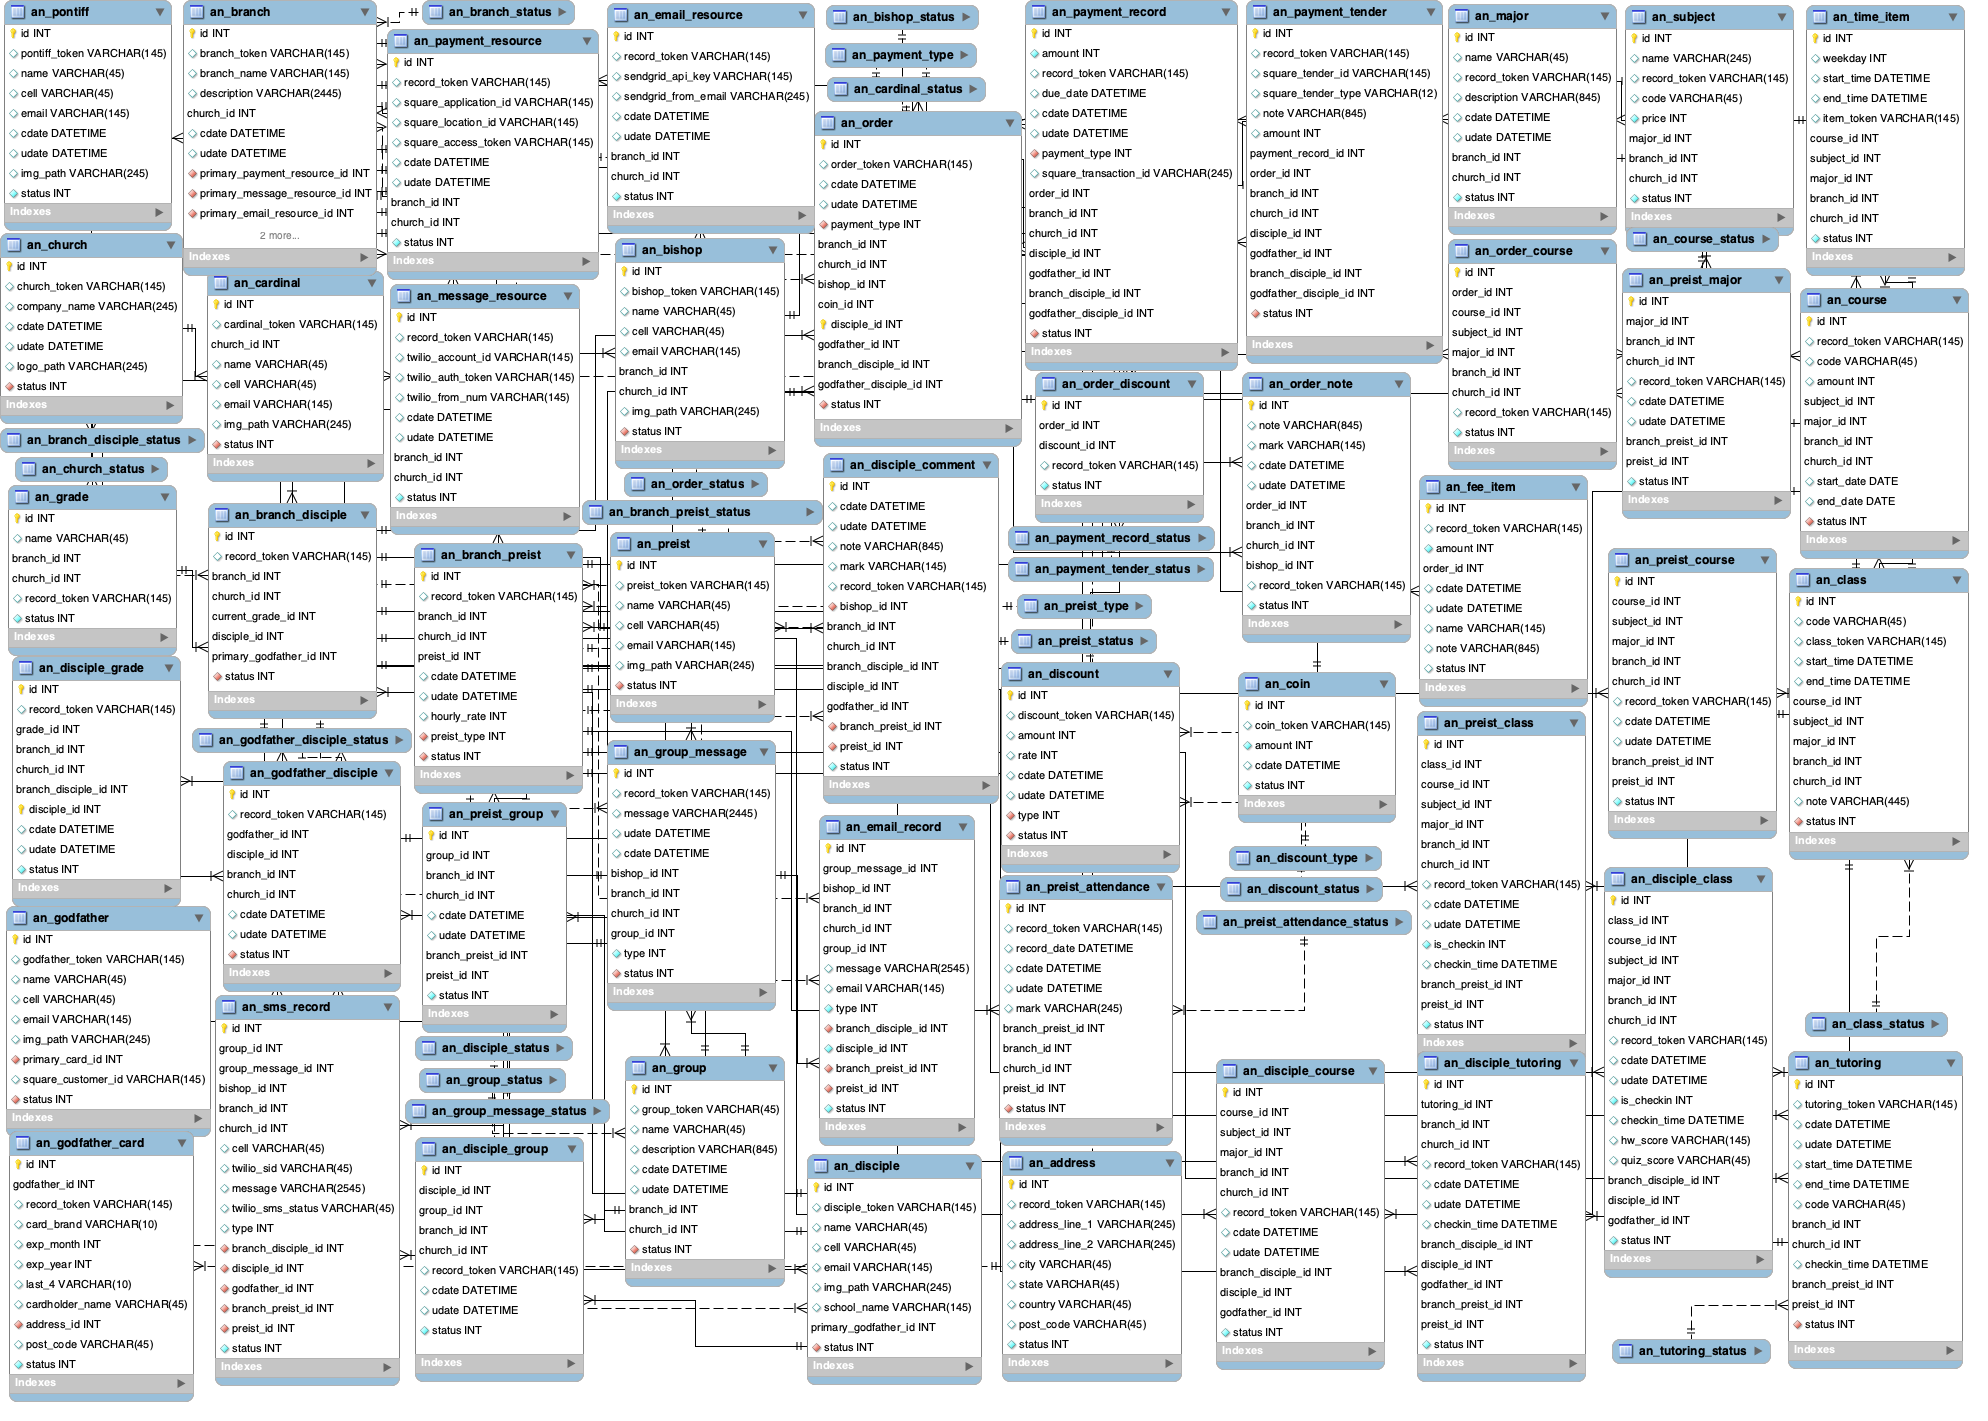 an_pontiff
id INT
pontiff_token VARCHAR(145)
name VARCHAR(45)
cell VARCHAR(45)
email VARCHAR(145)
cdate DATETIME
udate DATETIME
img_path VARCHAR(245)
status INT
Indexes
an_church
id INT
church_token VARCHAR(145)
company_name VARCHAR(245)
cdate DATETIME
udate DATETIME
logo_path VARCHAR(245)
status INT
Indexes
an_branch_disciple_status
an_church_status
an_grade
id INT
name VARCHAR(45)
branch_id INT
church_id INT
record_token VARCHAR(145)
status INT
Indexes
an_disciple_grade
id INT
record_token VARCHAR(145)
grade_id INT
branch_id INT
church_id INT
branch_disciple_id INT
disciple_id INT
cdate DATETIME
udate DATETIME
status INT
Indexes
an_godfather
id INT
godfather_token VARCHAR(145)
name VARCHAR(45)
cell VARCHAR(45)
email VARCHAR(145)
img_path VARCHAR(245)
primary_card_id INT
square_customer_id VARCHAR(145)
status INT
Indexes
an_godfather_card
id INT
godfather_id INT
record_token VARCHAR(145)
card_brand VARCHAR(10)
exp_month INT
exp_year INT
last_4 VARCHAR(10)
cardholder_name VARCHAR(45)
address_id INT
post_code VARCHAR(45)
status INT
Indexes
an_branch
id INT
branch_token VARCHAR(145)
branch_name VARCHAR(145)
description VARCHAR(2445)
church_id INT
cdate DATETIME
udate DATETIME
primary_payment_resource_id INT
primary_message_resource_id INT
primary_email_resource_id INT
2 more...
Indexes
an_cardinal
id INT
cardinal_token VARCHAR(145)
church_id INT
name VARCHAR(45)
cell VARCHAR(45)
email VARCHAR(145)
img_path VARCHAR(245)
status INT
Indexes
an_branch_disciple
id INT
record_token VARCHAR(145)
branch_id INT
church_id INT
current_grade_id INT
disciple_id INT
primary_godfather_id INT
status INT
Indexes
an_godfather_disciple_status
an_godfather_disciple
id INT
record_token VARCHAR(145)
godfather_id INT
disciple_id INT
branch_id INT
church_id INT
cdate DATETIME
udate DATETIME
status INT
Indexes
an_sms_record
id INT
group_id INT
group_message_id INT
bishop_id INT
branch_id INT
church_id INT
cell VARCHAR(45)
twilio_sid VARCHAR(45)
message VARCHAR(2545)
twilio_sms_status VARCHAR(45)
type INT
branch_disciple_id INT
disciple_id INT
godfather_id INT
branch_preist_id INT
preist_id INT
status INT
Indexes
an_branch_status
an_payment_resource
id INT
record_token VARCHAR(145)
square_application_id VARCHAR(145)
square_location_id VARCHAR(145)
square_access_token VARCHAR(145)
cdate DATETIME
udate DATETIME
branch_id INT
church_id INT
status INT
Indexes
an_message_resource
id INT
record_token VARCHAR(145)
twilio_account_id VARCHAR(145)
twilio_auth_token VARCHAR(145)
twilio_from_num VARCHAR(145)
cdate DATETIME
udate DATETIME
branch_id INT
church_id INT
status INT
Indexes
an_branch_preist
id INT
record_token VARCHAR(145)
branch_id INT
church_id INT
preist_id INT
cdate DATETIME
udate DATETIME
hourly_rate INT
preist_type INT
status INT
Indexes
an_preist_group
id INT
group_id INT
branch_id INT
church_id INT
cdate DATETIME
udate DATETIME
branch_preist_id INT
preist_id INT
status INT
Indexes
an_disciple_status
an_group_status
an_group_message_status
an_disciple_group
id INT
disciple_id INT
group_id INT
branch_id INT
church_id INT
record_token VARCHAR(145)
cdate DATETIME
udate DATETIME
status INT
Indexes
an_email_resource
id INT
record_token VARCHAR(145)
sendgrid_api_key VARCHAR(145)
sendgrid_from_email VARCHAR(245)
cdate DATETIME
udate DATETIME
branch_id INT
church_id INT
status INT
Indexes
an_bishop
id INT
bishop_token VARCHAR(145)
name VARCHAR(45)
cell VARCHAR(45)
email VARCHAR(145)
branch_id INT
church_id INT
img_path VARCHAR(245)
status INT
Indexes
an_order_status
an_branch_preist_status
an_preist
id INT
preist_token VARCHAR(145)
name VARCHAR(45)
cell VARCHAR(45)
email VARCHAR(145)
img_path VARCHAR(245)
status INT
Indexes
an_group_message
id INT
record_token VARCHAR(145)
message VARCHAR(2445)
udate DATETIME
cdate DATETIME
bishop_id INT
branch_id INT
church_id INT
group_id INT
type INT
status INT
Indexes
an_group
id INT
group_token VARCHAR(45)
name VARCHAR(45)
description VARCHAR(845)
cdate DATETIME
udate DATETIME
branch_id INT
church_id INT
status INT
Indexes
an_bishop_status
an_payment_type
an_cardinal_status
an_order
id INT
order_token VARCHAR(145)
cdate DATETIME
udate DATETIME
payment_type INT
branch_id INT
church_id INT
bishop_id INT
coin_id INT
disciple_id INT
godfather_id INT
branch_disciple_id INT
godfather_disciple_id INT
status INT
Indexes
an_disciple_comment
id INT
cdate DATETIME
udate DATETIME
note VARCHAR(845)
mark VARCHAR(145)
record_token VARCHAR(145)
bishop_id INT
branch_id INT
church_id INT
branch_disciple_id INT
disciple_id INT
godfather_id INT
branch_preist_id INT
preist_id INT
status INT
Indexes
an_email_record
id INT
group_message_id INT
bishop_id INT
branch_id INT
church_id INT
group_id INT
message VARCHAR(2545)
email VARCHAR(145)
type INT
branch_disciple_id INT
disciple_id INT
branch_preist_id INT
preist_id INT
status INT
Indexes
an_disciple
id INT
disciple_token VARCHAR(145)
name VARCHAR(45)
cell VARCHAR(45)
email VARCHAR(145)
img_path VARCHAR(245)
school_name VARCHAR(145)
primary_godfather_id INT
status INT
Indexes
an_payment_record
id INT
amount INT
record_token VARCHAR(145)
due_date DATETIME
cdate DATETIME
udate DATETIME
payment_type INT
square_transaction_id VARCHAR(245)
order_id INT
branch_id INT
church_id INT
disciple_id INT
godfather_id INT
branch_disciple_id INT
godfather_disciple_id INT
status INT
Indexes
an_order_discount
id INT
order_id INT
discount_id INT
record_token VARCHAR(145)
status INT
Indexes
an_payment_record_status
an_payment_tender_status
an_preist_type
an_preist_status
an_discount
id INT
discount_token VARCHAR(145)
amount INT
rate INT
cdate DATETIME
udate DATETIME
type INT
status INT
Indexes
an_preist_attendance
id INT
record_token VARCHAR(145)
record_date DATETIME
cdate DATETIME
udate DATETIME
mark VARCHAR(245)
branch_preist_id INT
branch_id INT
church_id INT
preist_id INT
status INT
Indexes
an_address
id INT
record_token VARCHAR(145)
address_line_1 VARCHAR(245)
address_line_2 VARCHAR(245)
city VARCHAR(45)
state VARCHAR(45)
country VARCHAR(45)
post_code VARCHAR(45)
status INT
Indexes
an_payment_tender
id INT
record_token VARCHAR(145)
square_tender_id VARCHAR(145)
square_tender_type VARCHAR(12)
note VARCHAR(845)
amount INT
payment_record_id INT
order_id INT
branch_id INT
church_id INT
disciple_id INT
godfather_id INT
branch_disciple_id INT
godfather_disciple_id INT
status INT
Indexes
an_order_note
id INT
note VARCHAR(845)
mark VARCHAR(145)
cdate DATETIME
udate DATETIME
order_id INT
branch_id INT
church_id INT
bishop_id INT
record_token VARCHAR(145)
status INT
Indexes
an_coin
id INT
coin_token VARCHAR(145)
amount INT
cdate DATETIME
status INT
Indexes
an_discount_type
an_discount_status
an_preist_attendance_status
an_disciple_course
id INT
course_id INT
subject_id INT
major_id INT
branch_id INT
church_id INT
record_token VARCHAR(145)
cdate DATETIME
udate DATETIME
branch_disciple_id INT
disciple_id INT
godfather_id INT
status INT
Indexes
an_major
id INT
name VARCHAR(45)
record_token VARCHAR(145)
description VARCHAR(845)
cdate DATETIME
udate DATETIME
branch_id INT
church_id INT
status INT
Indexes
an_order_course
id INT
order_id INT
course_id INT
subject_id INT
major_id INT
branch_id INT
church_id INT
record_token VARCHAR(145)
status INT
Indexes
an_fee_item
id INT
record_token VARCHAR(145)
amount INT
order_id INT
cdate DATETIME
udate DATETIME
name VARCHAR(145)
note VARCHAR(845)
status INT
Indexes
an_preist_class
id INT
class_id INT
course_id INT
subject_id INT
major_id INT
branch_id INT
church_id INT
record_token VARCHAR(145)
cdate DATETIME
udate DATETIME
is_checkin INT
checkin_time DATETIME
branch_preist_id INT
preist_id INT
status INT
Indexes
an_disciple_tutoring
id INT
tutoring_id INT
branch_id INT
church_id INT
record_token VARCHAR(145)
cdate DATETIME
udate DATETIME
checkin_time DATETIME
branch_disciple_id INT
disciple_id INT
godfather_id INT
branch_preist_id INT
preist_id INT
status INT
Indexes
an_subject
id INT
name VARCHAR(245)
record_token VARCHAR(145)
code VARCHAR(45)
price INT
major_id INT
branch_id INT
church_id INT
status INT
Indexes
an_course_status
an_preist_major
id INT
major_id INT
branch_id INT
church_id INT
record_token VARCHAR(145)
cdate DATETIME
udate DATETIME
branch_preist_id INT
preist_id INT
status INT
Indexes
an_preist_course
id INT
course_id INT
subject_id INT
major_id INT
branch_id INT
church_id INT
record_token VARCHAR(145)
cdate DATETIME
udate DATETIME
branch_preist_id INT
preist_id INT
status INT
Indexes
an_disciple_class
id INT
class_id INT
course_id INT
subject_id INT
major_id INT
branch_id INT
church_id INT
record_token VARCHAR(145)
cdate DATETIME
udate DATETIME
is_checkin INT
checkin_time DATETIME
hw_score VARCHAR(145)
quiz_score VARCHAR(45)
branch_disciple_id INT
disciple_id INT
godfather_id INT
status INT
Indexes
an_tutoring_status
an_time_item
id INT
weekday INT
start_time DATETIME
end_time DATETIME
item_token VARCHAR(145)
course_id INT
subject_id INT
major_id INT
branch_id INT
church_id INT
status INT
Indexes
an_course
id INT
record_token VARCHAR(145)
code VARCHAR(45)
amount INT
subject_id INT
major_id INT
branch_id INT
church_id INT
start_date DATE
end_date DATE
status INT
Indexes
an_class
id INT
code VARCHAR(45)
class_token VARCHAR(145)
start_time DATETIME
end_time DATETIME
course_id INT
subject_id INT
major_id INT
branch_id INT
church_id INT
note VARCHAR(445)
status INT
Indexes
an_class_status
an_tutoring
id INT
tutoring_token VARCHAR(145)
cdate DATETIME
udate DATETIME
start_time DATETIME
end_time DATETIME
code VARCHAR(45)
branch_id INT
church_id INT
checkin_time DATETIME
branch_preist_id INT
preist_id INT
status INT
Indexes